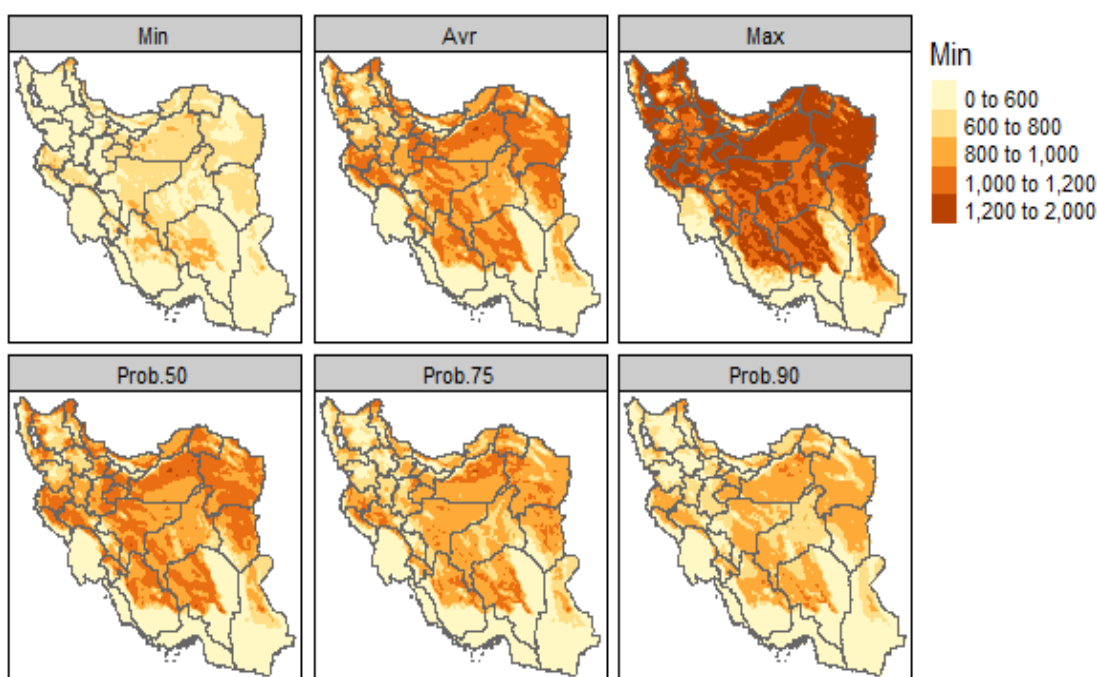 Min
Avr
Max
Min
0 to 600
600 to 800
800 to 1,000
1,000 to 1,200
1,200 to 2,000
Prob.50
Prob.75
Prob.90